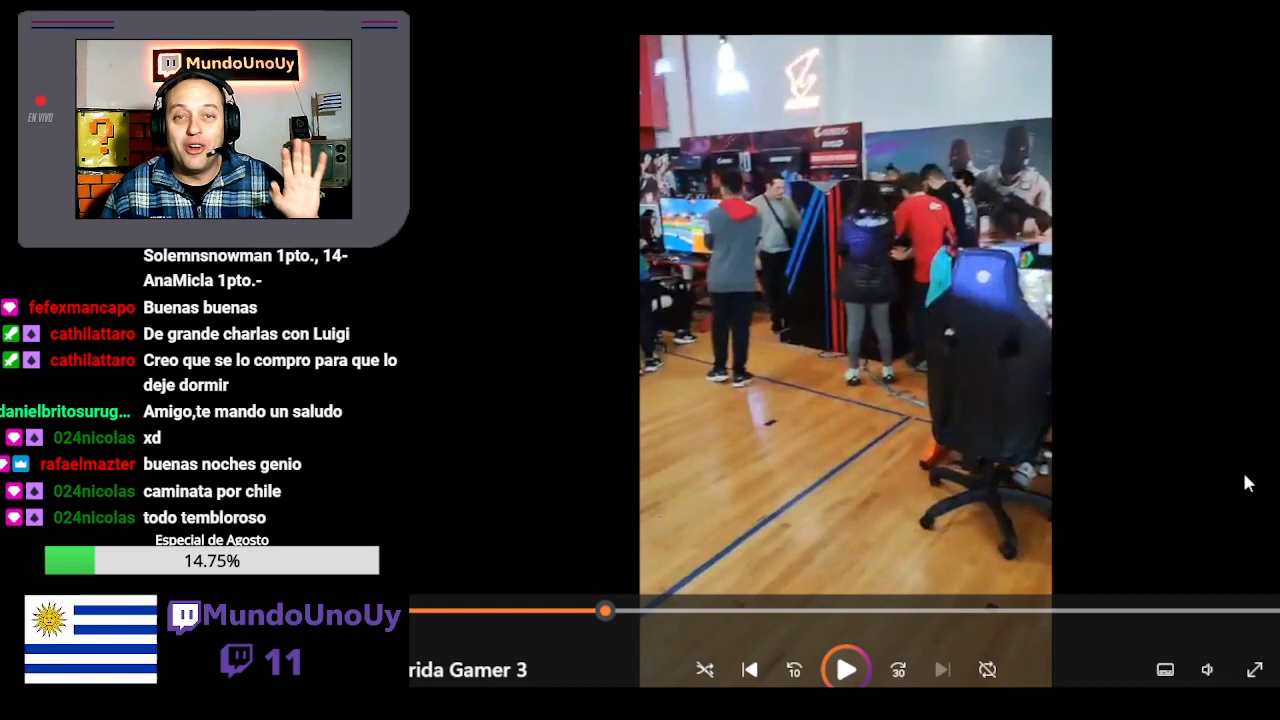 MundoUnoUy
EN VIVO
Solemnsnowman 1pto., 14-
AnaMicla 1pto.-
fefexmancapo Buenas buenas
cathilattaro De grande charlas con Luigi
cathilattaro Creo que se lo compro para que lo
deje dormir
danielbritosurug... Amigo,te mando un saludo
024nicolas xd
rafaelmazter buenas noches genio
024nicolas caminata por chile
024nicolas todo tembloroso
Especial de Agosto
14.75%
MundoUnoUy
11
rida Gamer 3
10
30